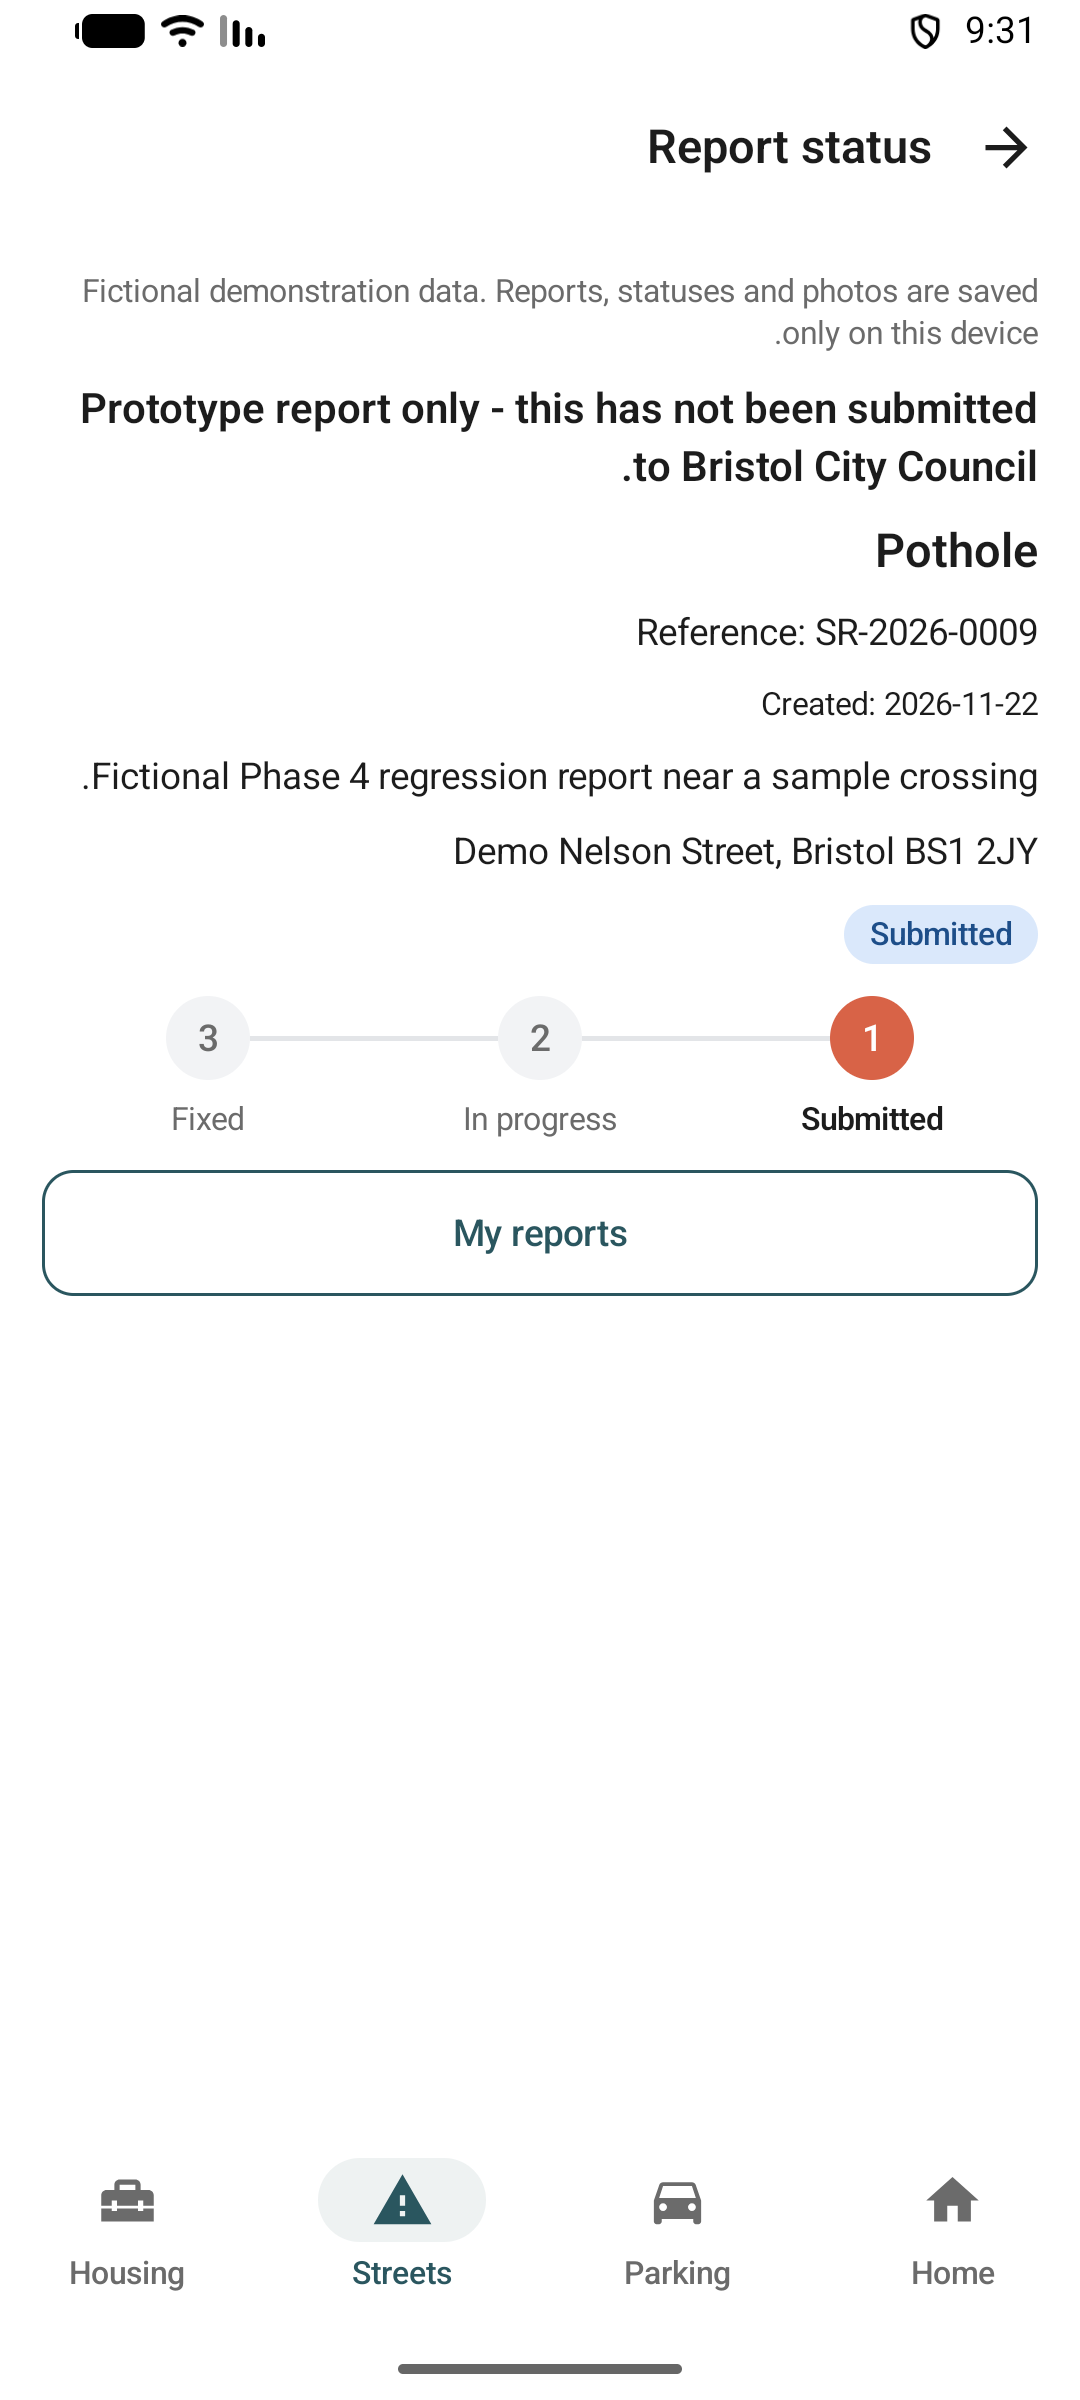 9:31
Report status
Fictional demonstration data. Reports, statuses and photos are saved
.only on this device
Prototype report only - this has not been submitted
.to Bristol City Council
Pothole
Reference: SR-2026-0009
Created: 2026-11-22
.Fictional Phase 4 regression report near a sample crossing
Demo Nelson Street, Bristol BS1 2JY
Submitted
1
2
3
Submitted
In progress
Fixed
My reports
Home
Parking
Streets
Housing